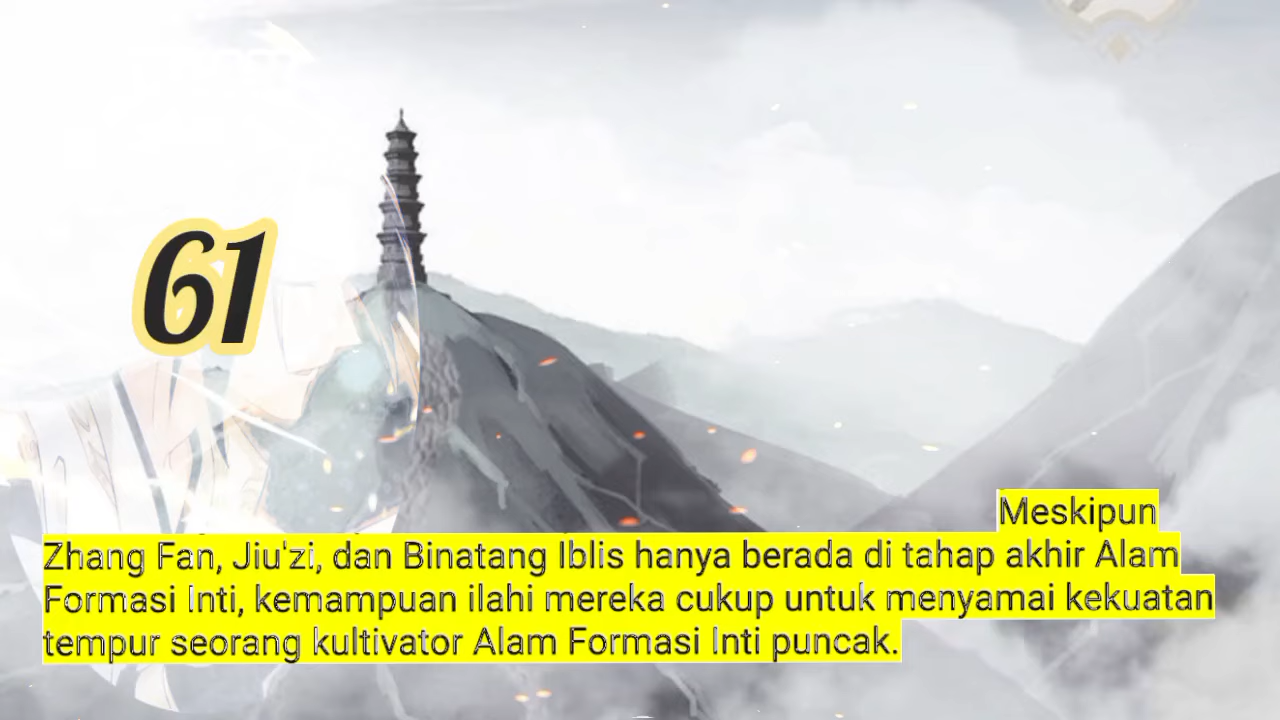 61
Meskipun
Zhang Fan, Jiu'zi, dan Binatang Iblis hanya berada di tahap akhir Alam
Formasi Inti, kemampuan ilahi mereka cukup untuk menyamai kekuatan
tempur seorang kultivator Alam Formasi Inti puncak.